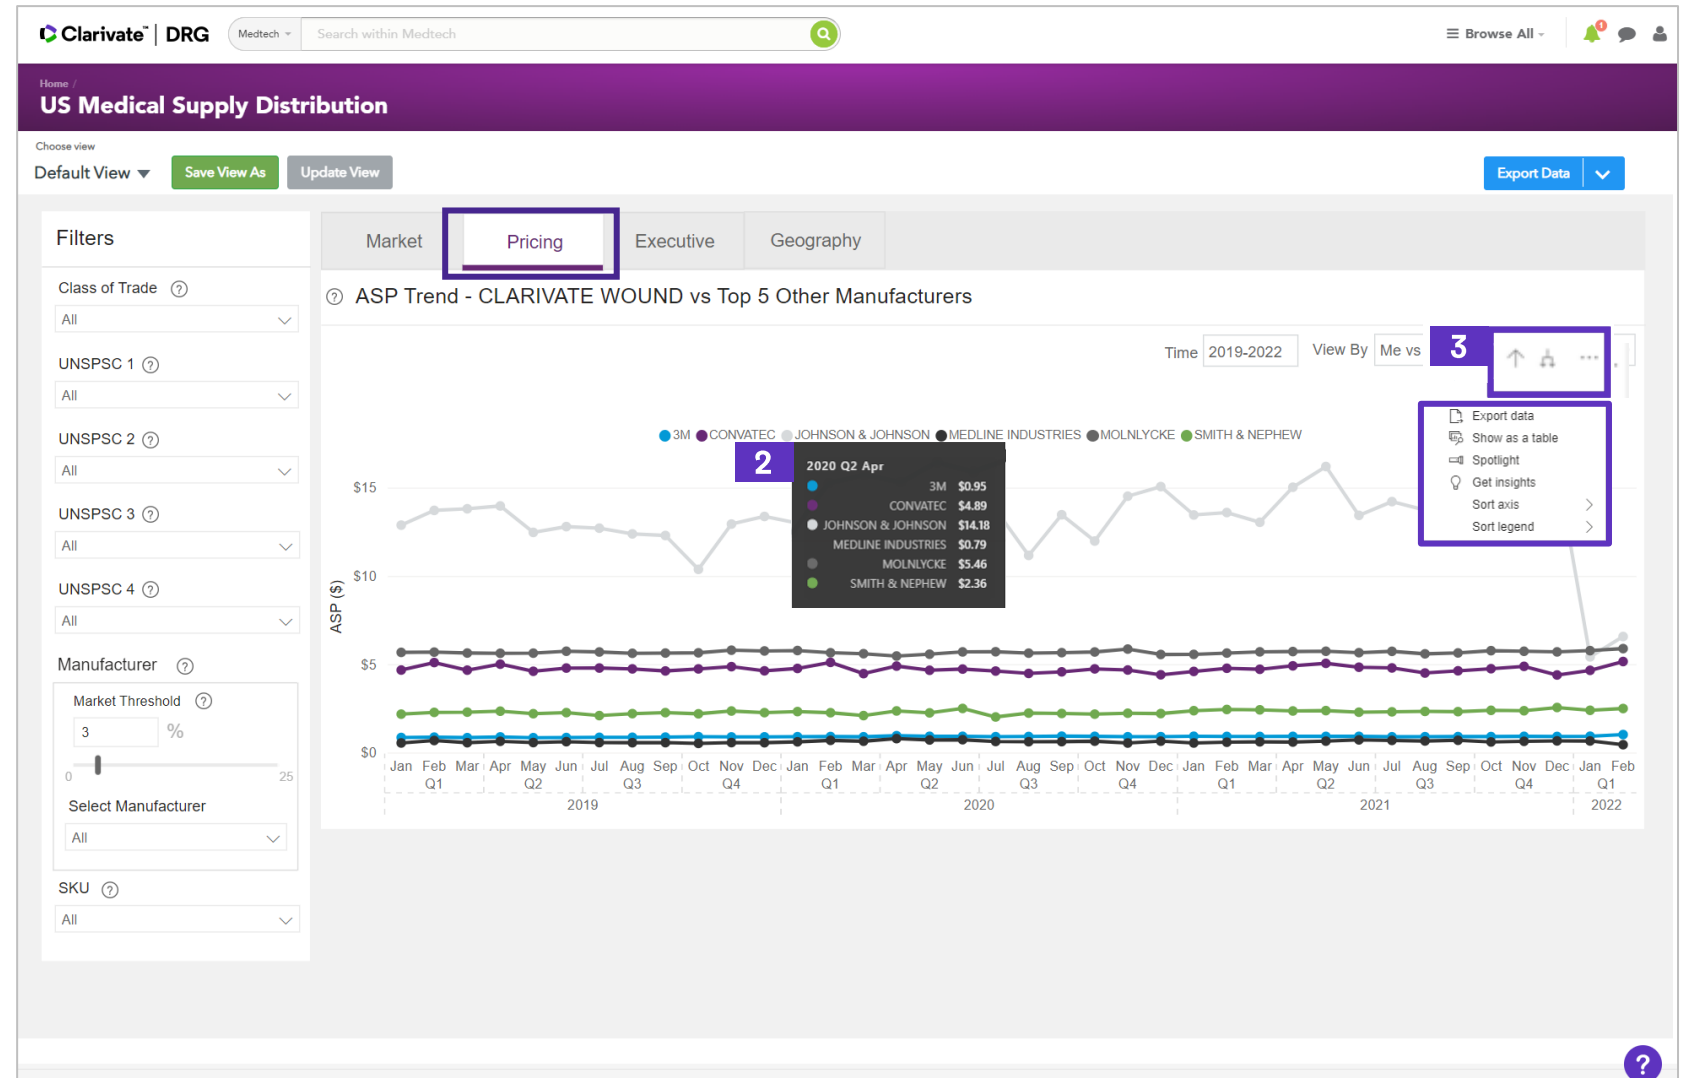 Clarivate™ | DRG
Medtech
Search within Medtech
Browse All
1
Home /
US Medical Supply Distribution
Choose view
Default View
Save View As
Update View
Export Data
Filters
Market
Pricing
Executive
Geography
Class of Trade ?
All
UNSPSC 1 ?
All
UNSPSC 2 ?
All
UNSPSC 3 ?
All
UNSPSC 4 ?
All
Manufacturer ?
Market Threshold ?
3 %
0 25
Select Manufacturer
All
SKU ?
All
? ASP Trend - CLARIVATE WOUND vs Top 5 Other Manufacturers
Time 2019-2022 View By Me vs
3
...
Export data
Show as a table
Spotlight
Get insights
Sort axis
Sort legend
3M CONVATEC JOHNSON & JOHNSON MEDLINE INDUSTRIES MOLNLYCKE SMITH & NEPHEW
2
2020 Q2 Apr
3M $0.95
CONVATEC $4.89
JOHNSON & JOHNSON $14.18
MEDLINE INDUSTRIES $0.79
MOLNLYCKE $5.46
SMITH & NEPHEW $2.36
ASP ($)
$15
$10
$5
$0
Jan Feb Mar Apr May Jun Jul Aug Sep Oct Nov Dec Jan Feb Mar Apr May Jun Jul Aug Sep Oct Nov Dec Jan Feb Mar Apr May Jun Jul Aug Sep Oct Nov Dec Jan Feb
Q1 Q2 Q3 Q4 Q1 Q2 Q3 Q4 Q1 Q2 Q3 Q4 Q1
2019 2020 2021 2022
?